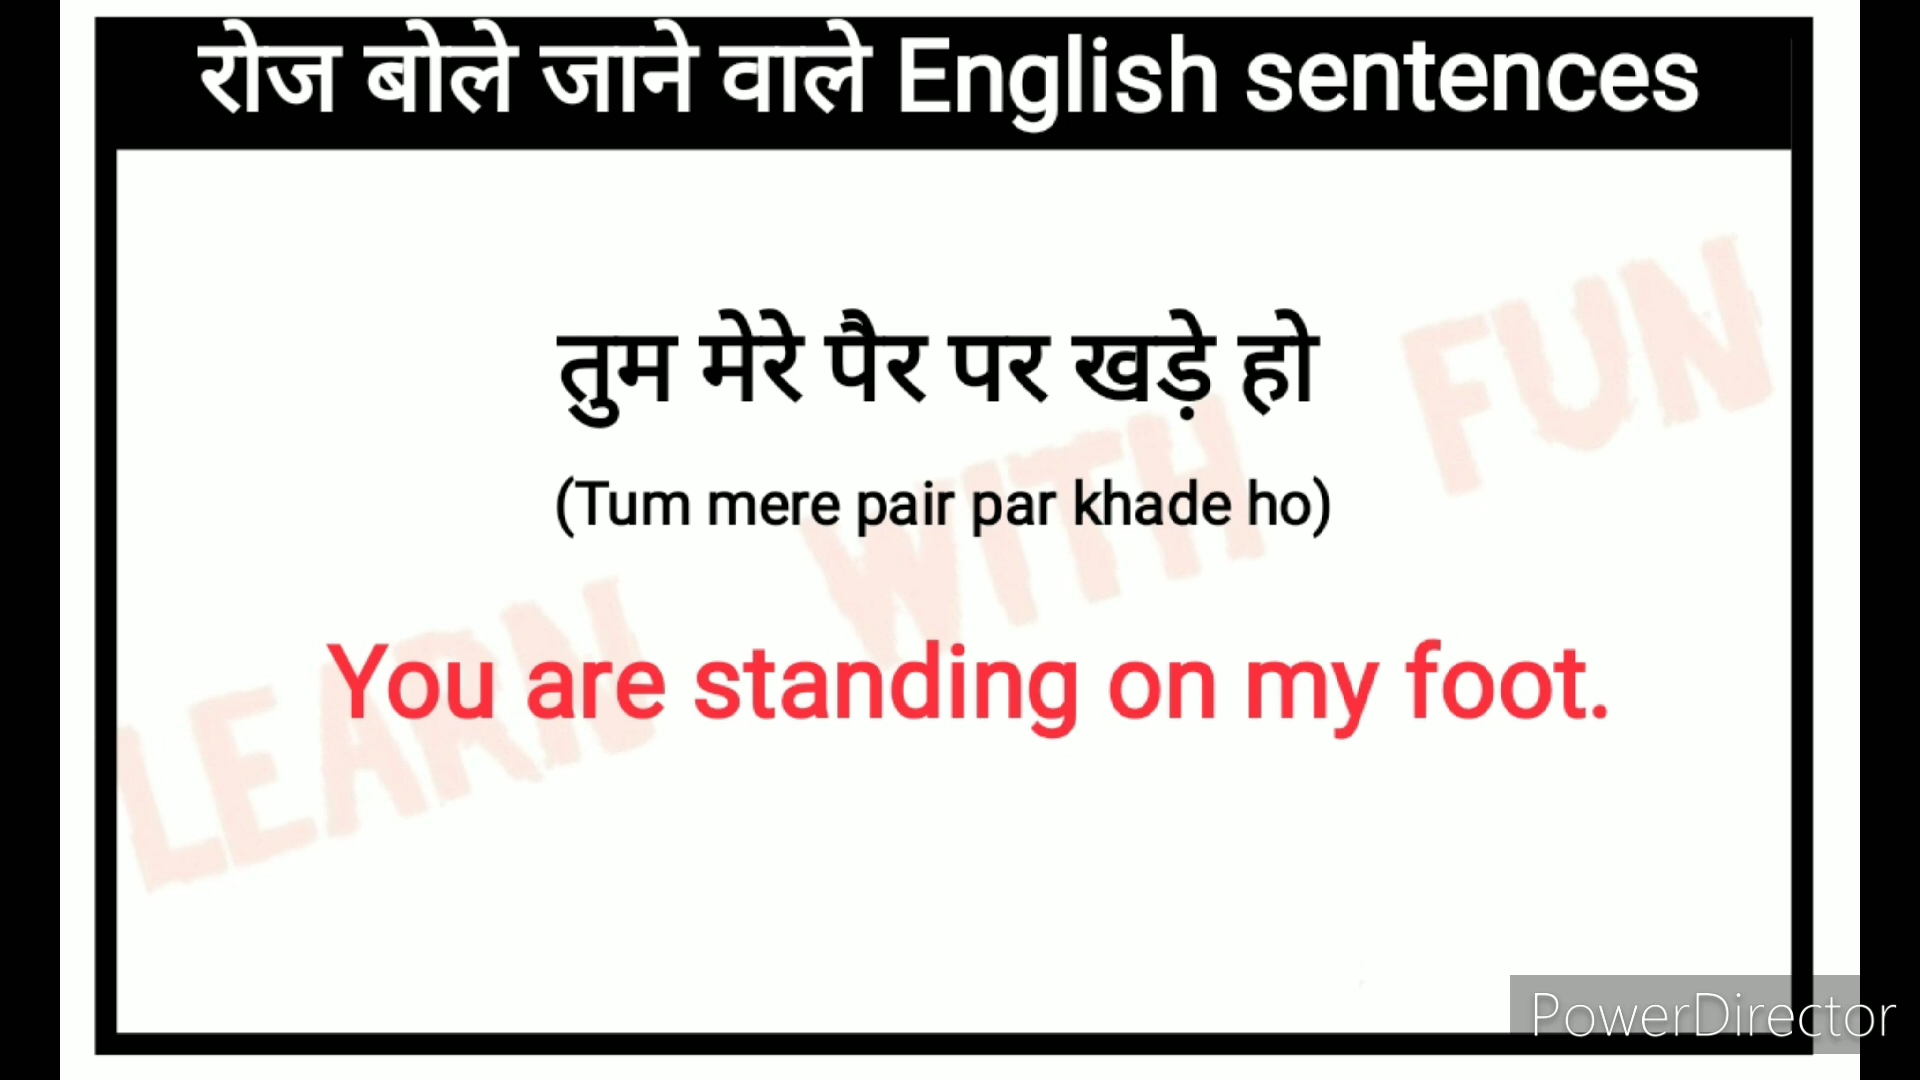 रोज बोले जाने वाले English sentences
तुम मेरे पैर पर खड़े हो
(Tum mere pair par khade ho)
You are standing on my foot.
LEARN WITH FUN
PowerDirector